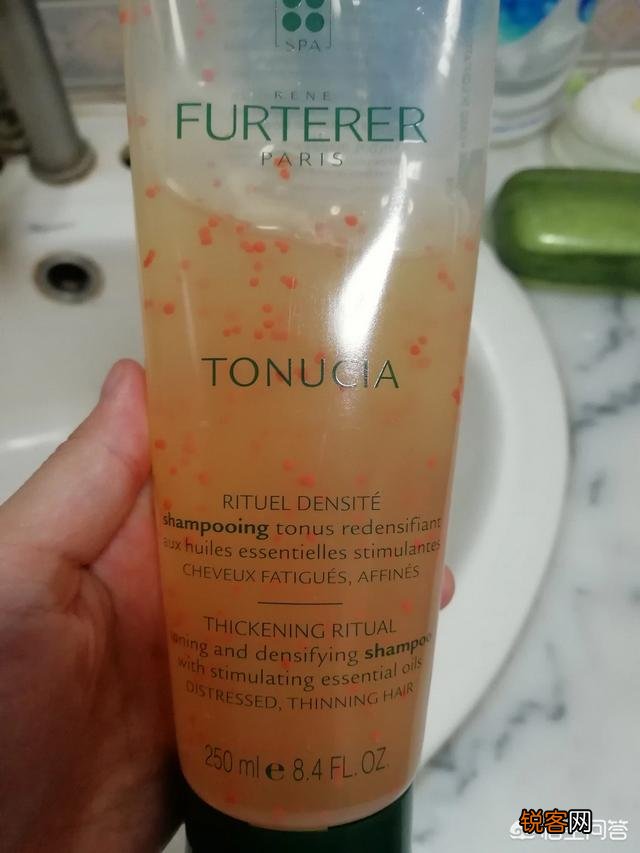 SPA
RENE
FURTERER
PARIS
TONUCIA
RITUEL DENSITÉ
shampooing tonus redensifiant
aux huiles essentielles stimulantes
CHEVEUX FATIGUÉS, AFFINÉS
THICKENING RITUAL
and densifying shampoo
with stimulating essential oils
DISTRESSED, THINNING HAIR
250 ml e 8.4 FL. OZ.
锐客网